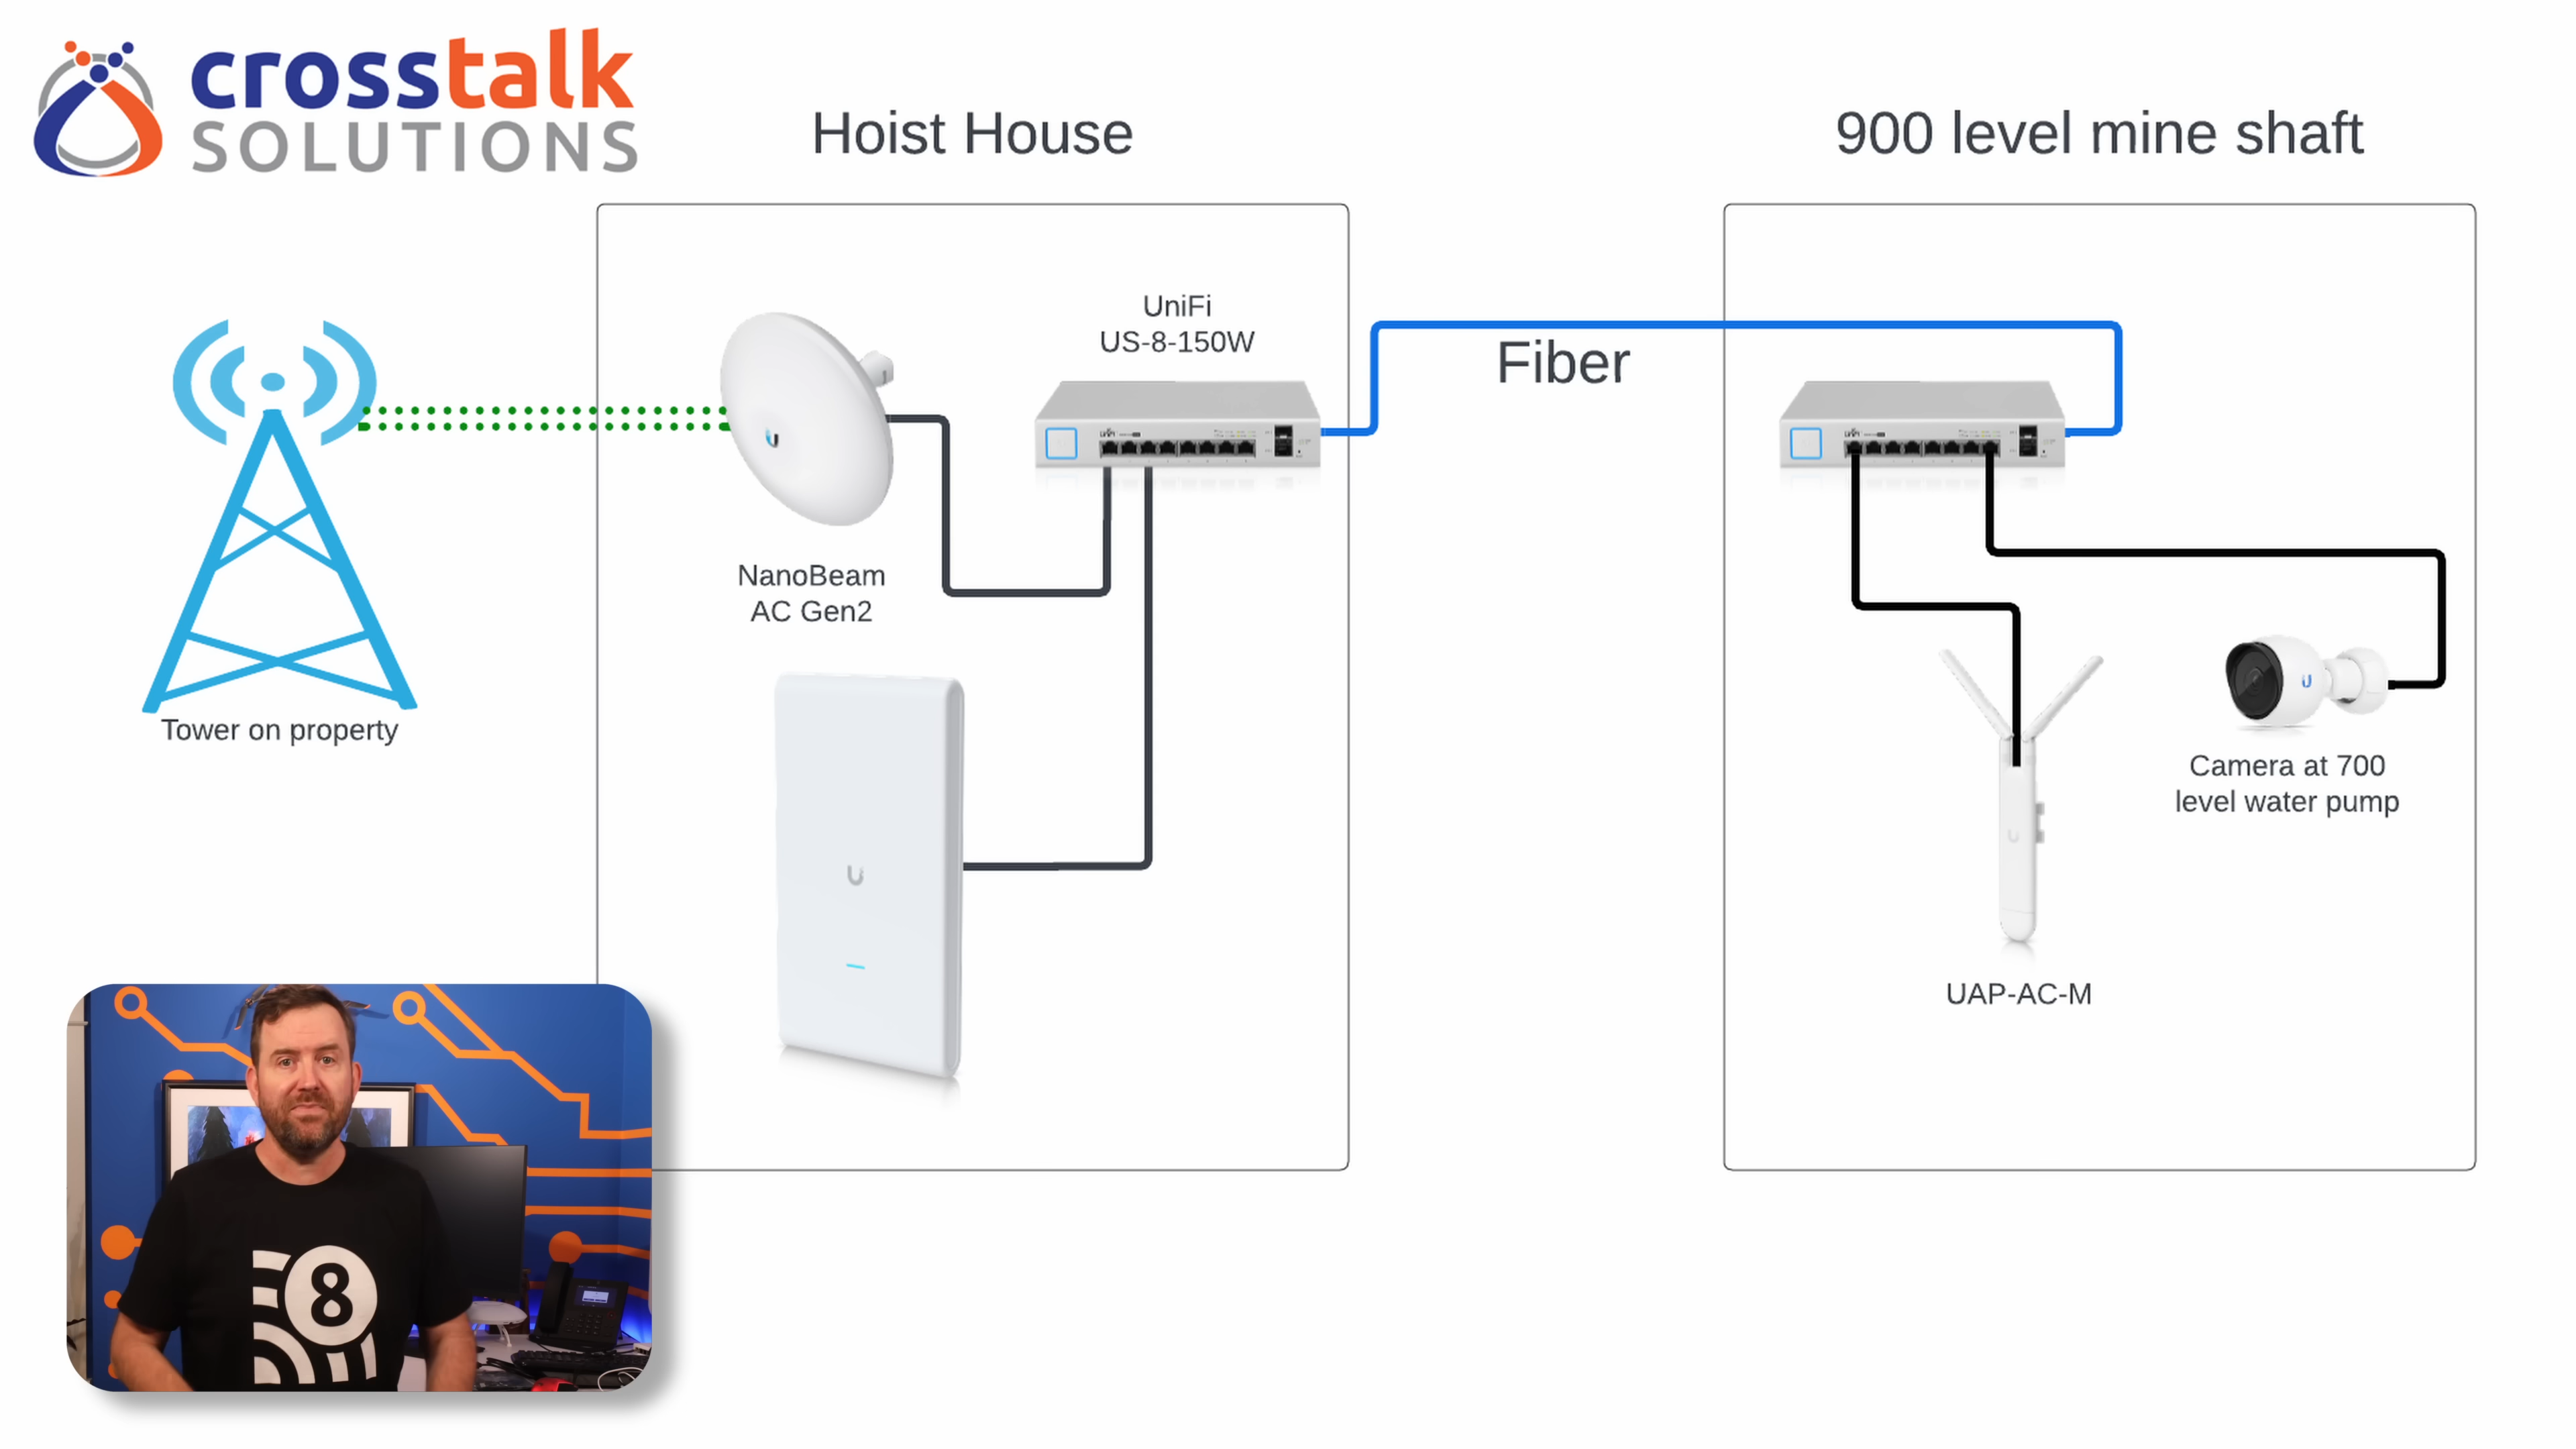 crosstalk
SOLUTIONS
Hoist House
900 level mine shaft
UniFi
US-8-150W
Fiber
NanoBeam
AC Gen2
Tower on property
Camera at 700
level water pump
UAP-AC-M
8